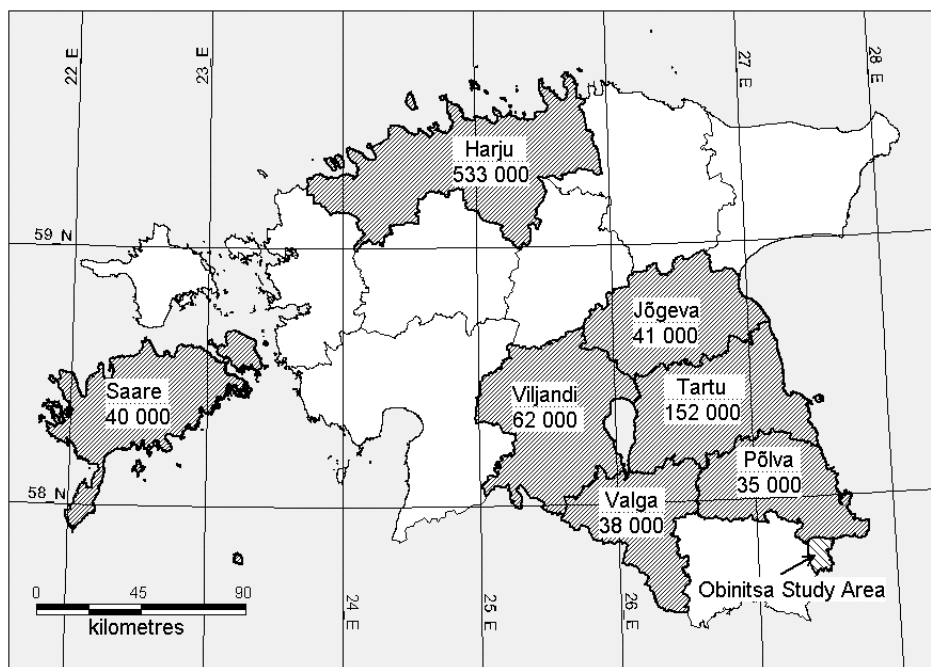 22 E
23 E
27 E
28 E
Harju
533 000
59 N
Jõgeva
41 000
Saare
40 000
Viljandi
62 000
Tartu
152 000
Põlva
35 000
58 N
Valga
38 000
Obinitsa Study Area
0 45 90
kilometres
24 E
25 E
26 E